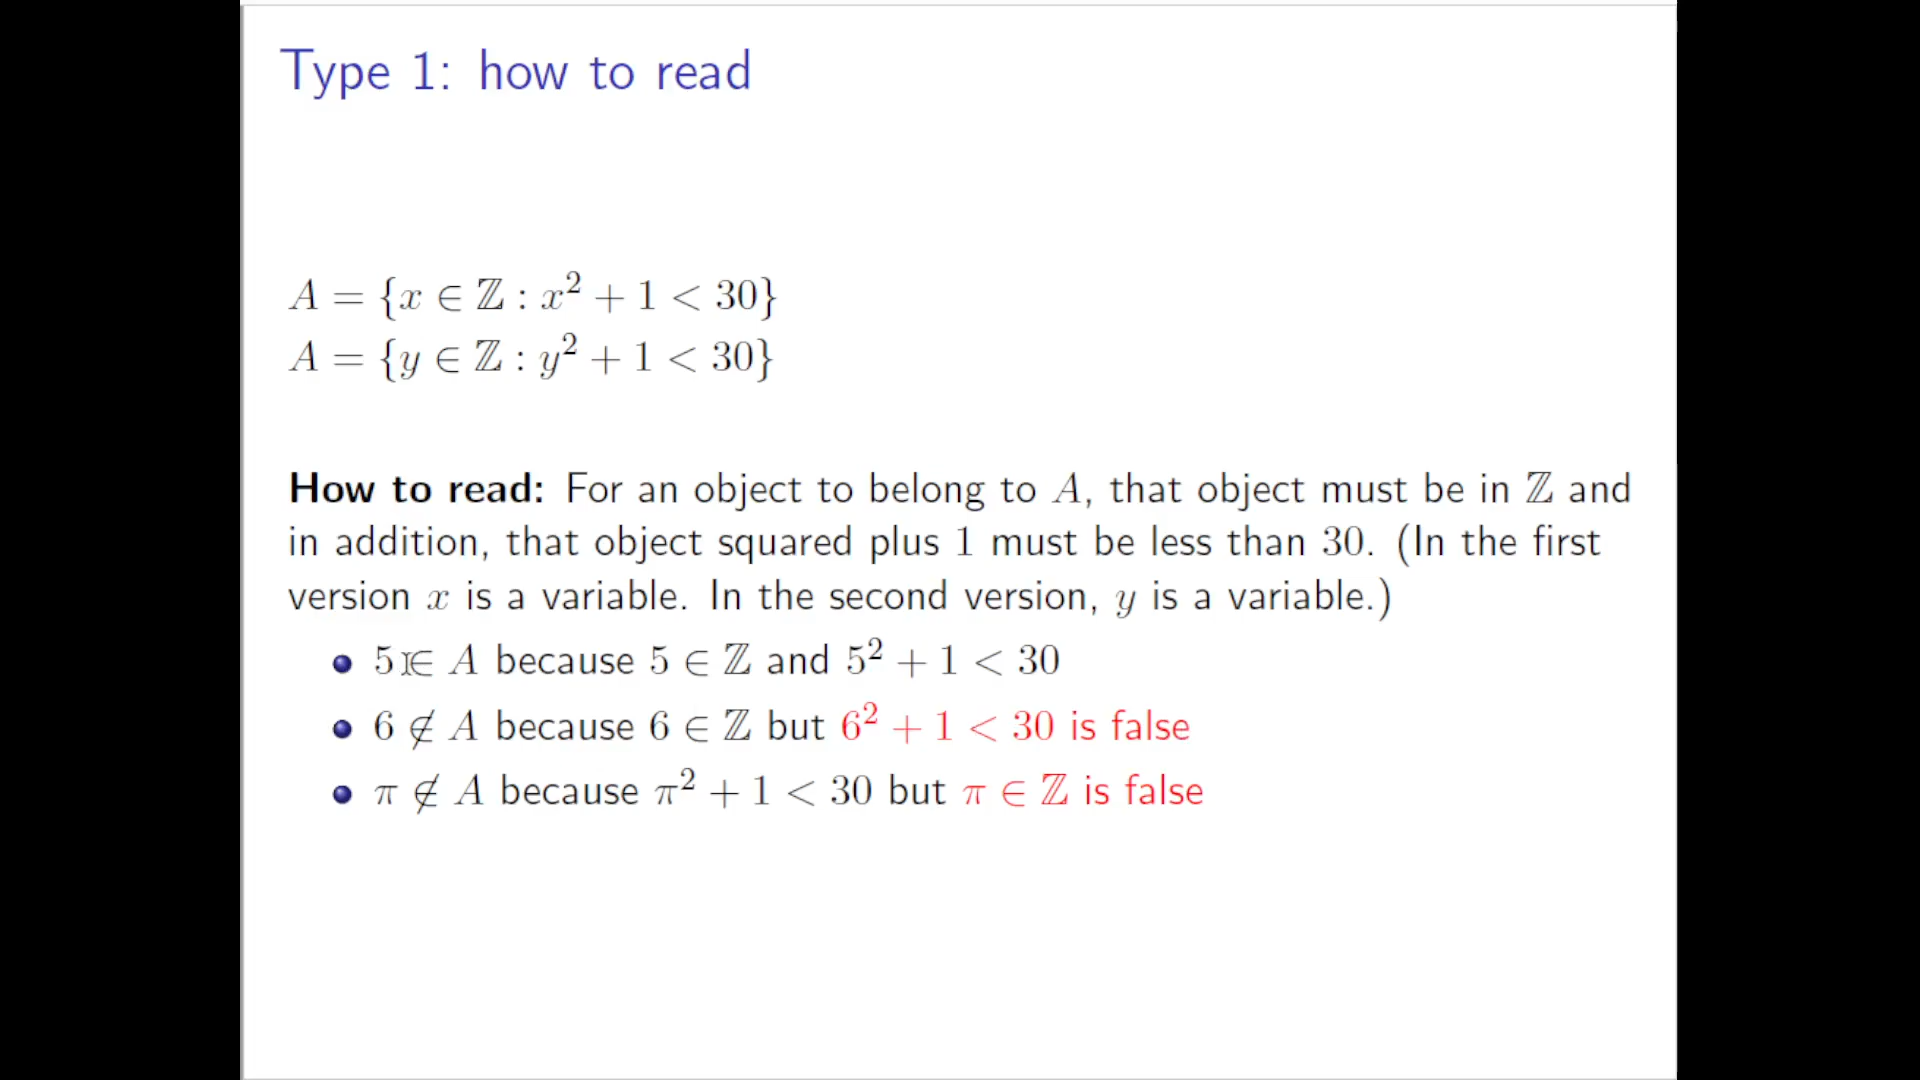 Type 1: how to read
A = {x ∈ ℤ : x² + 1 < 30}
A = {y ∈ ℤ : y² + 1 < 30}
How to read: For an object to belong to A, that object must be in ℤ and
in addition, that object squared plus 1 must be less than 30. (In the first
version x is a variable. In the second version, y is a variable.)
• 5 ∈ A because 5 ∈ ℤ and 5² + 1 < 30
• 6 ∉ A because 6 ∈ ℤ but 6² + 1 < 30 is false
• π ∉ A because π² + 1 < 30 but π ∈ ℤ is false